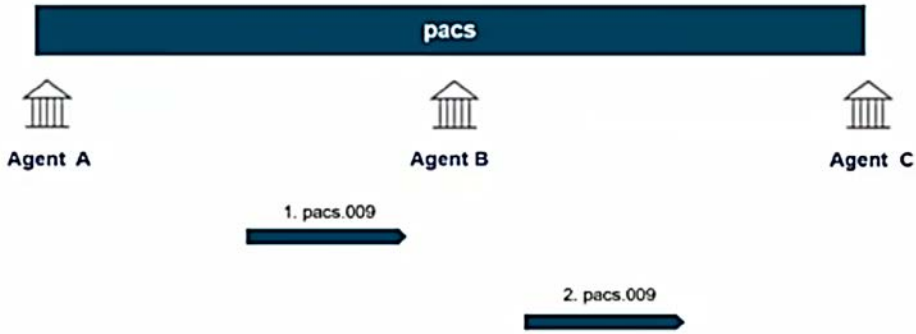 pacs
Agent A
Agent B
Agent C
1. pacs.009
2. pacs.009